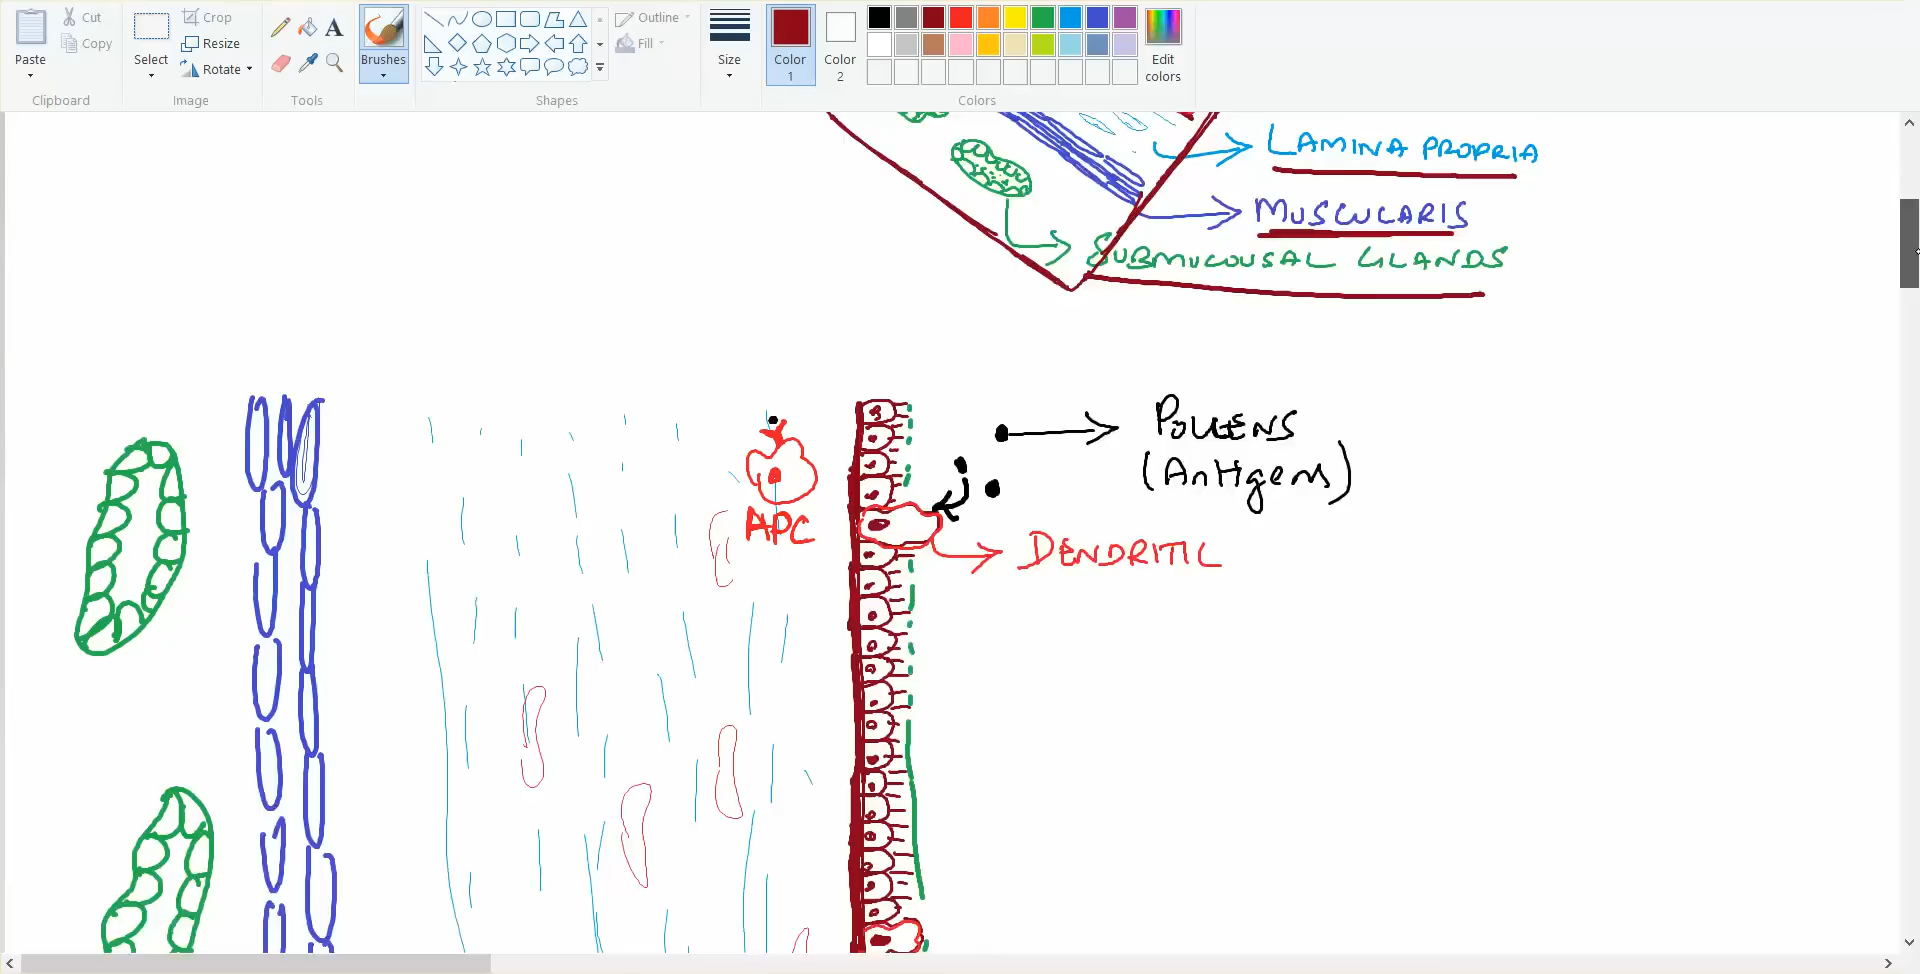 Paste
Cut
Copy
Clipboard
Select
Crop
Resize
Rotate
Image
A
Tools
Brushes
Outline
Fill
Shapes
Size
Color 1
Color 2
Edit colors
Colors
LAMINA PROPRIA
MUSCULARIS
SUBMUCOUSAL GLANDS
POLLENS
(Antigens)
APC
DENDRITIC